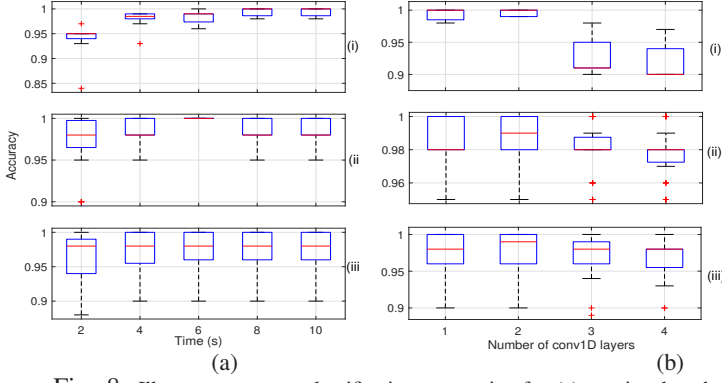 1
0.95
0.9
0.85
(i)
1
0.95
0.9
(ii
1
0.95
0.9
(iii
2 4 6 8 10
Time (s)
Accuracy
(a)
1
0.95
0.9
(i)
1
0.98
0.96
(ii)
1
0.95
0.9
(iii)
1 2 3 4
Number of conv1D layers
(b)